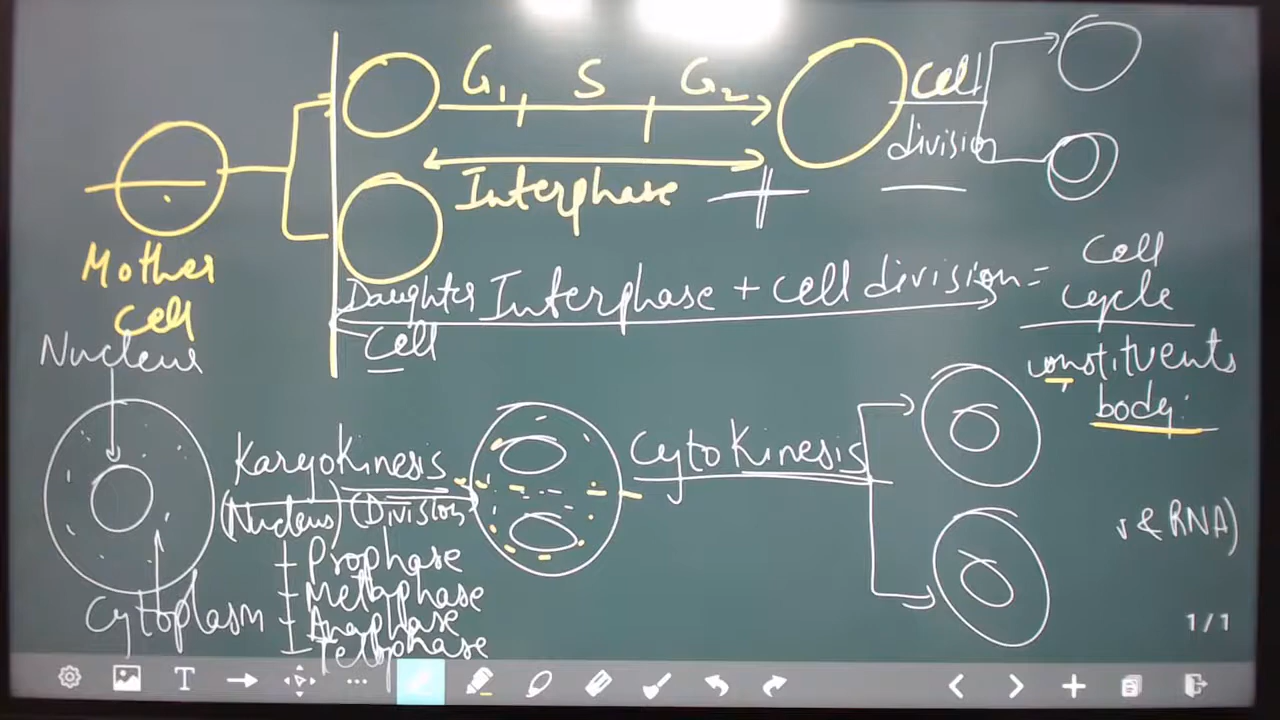 G₁ S G₂ Cell
division
Interphase
Mother
Cell
Daughter Interphase + cell division =
Cell
Cell
cycle
constituents
body.
Nucleus
KaryoKinesis
(Nucleus) (Division
CytoKinesis
Prophase
Metaphase
Anaphase
Telophase
Cytoplasm
& RNA)
1/1
T